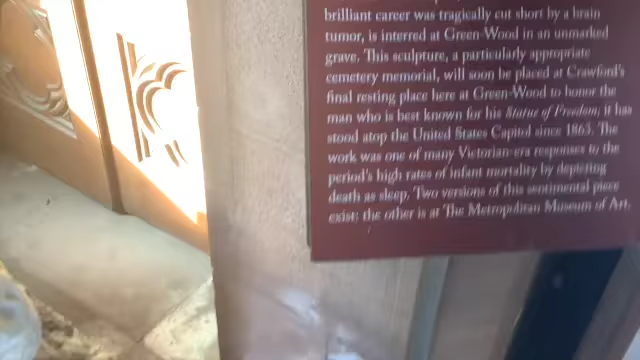 brilliant career was tragically cut short by a brain
tumor, is interred at Green-Wood in an unmarked
grave. This sculpture, a particularly appropriate
cemetery memorial, will soon be placed at Crawford's
final resting place here at Green-Wood to honor the
man who is best known for his Statue of Freedom; it has
stood atop the United States Capitol since 1863. The
work was one of many Victorian era responses to the
period's high rates of infant mortality by depicting
death as sleep. Two versions of this sentimental piece
exist; the other is at The Metropolitan Museum of Art.